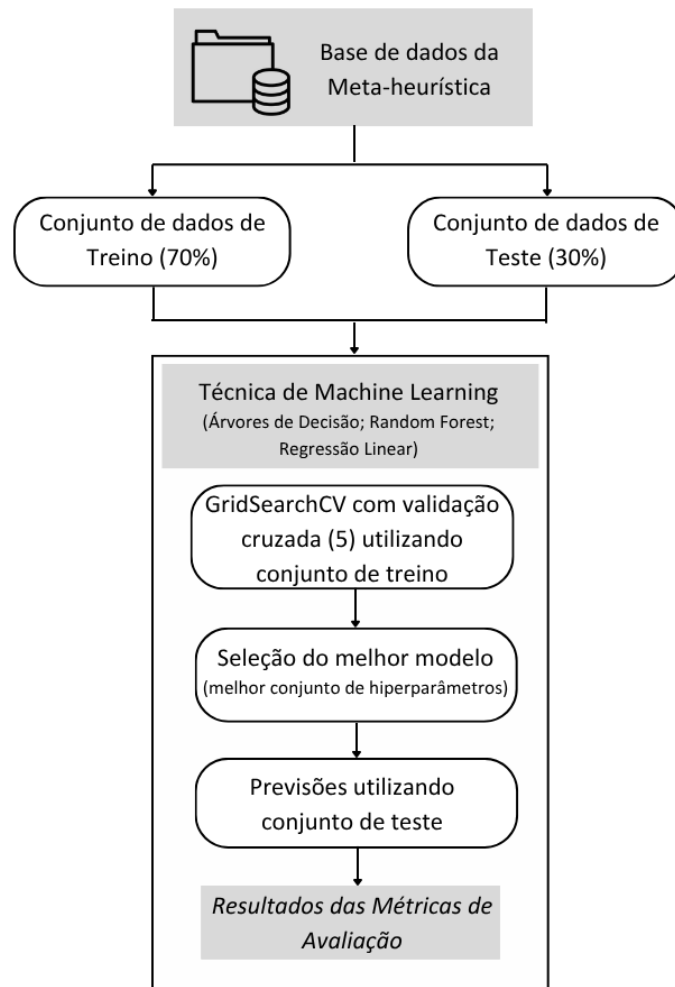 Base de dados da
Meta-heurística
Conjunto de dados de
Treino (70%)
Conjunto de dados de
Teste (30%)
Técnica de Machine Learning
(Árvores de Decisão; Random Forest;
Regressão Linear)
GridSearchCV com validação
cruzada (5) utilizando
conjunto de treino
Seleção do melhor modelo
(melhor conjunto de hiperparâmetros)
Previsões utilizando
conjunto de teste
Resultados das Métricas de
Avaliação